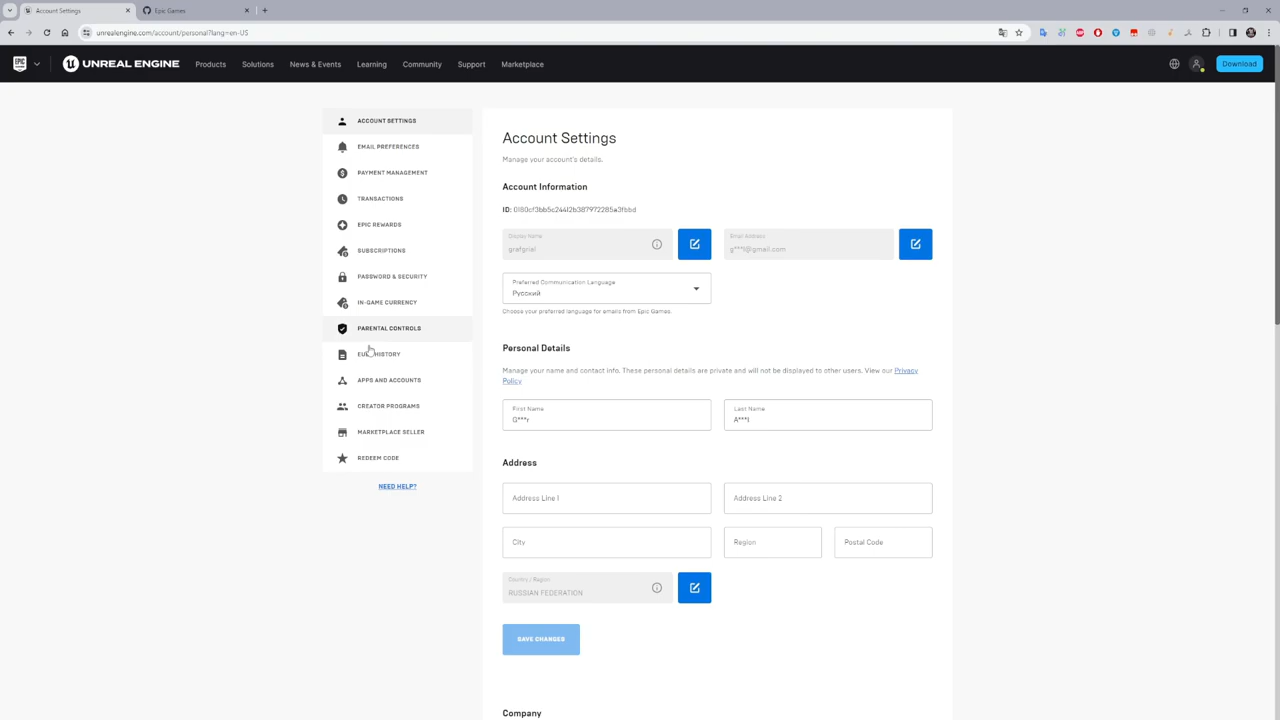 Account Settings
Epic Games
unrealengine.com/account/personal?lang=en-US
EPIC GAMES
UNREAL ENGINE
Products
Solutions
News & Events
Learning
Community
Support
Marketplace
Download
ACCOUNT SETTINGS
EMAIL PREFERENCES
PAYMENT MANAGEMENT
TRANSACTIONS
EPIC REWARDS
SUBSCRIPTIONS
PASSWORD & SECURITY
IN-GAME CURRENCY
PARENTAL CONTROLS
HISTORY
APPS AND ACCOUNTS
CREATOR PROGRAMS
MARKETPLACE SELLER
REDEEM CODE
NEED HELP?
Account Settings
Manage your account's details.
Account Information
ID:
Display Name
grafgriel
Email Address
g***l@gmail.com
Preferred Communication Language
Русский
Choose your preferred language for emails from Epic Games.
Personal Details
Manage your name and contact info. These personal details are private and will not be displayed to other users. View our Privacy
Policy
First Name
G***r
Last Name
A***t
Address
Address Line 1
Address Line 2
City
Region
Postal Code
Country / Region
RUSSIAN FEDERATION
SAVE CHANGES
Company